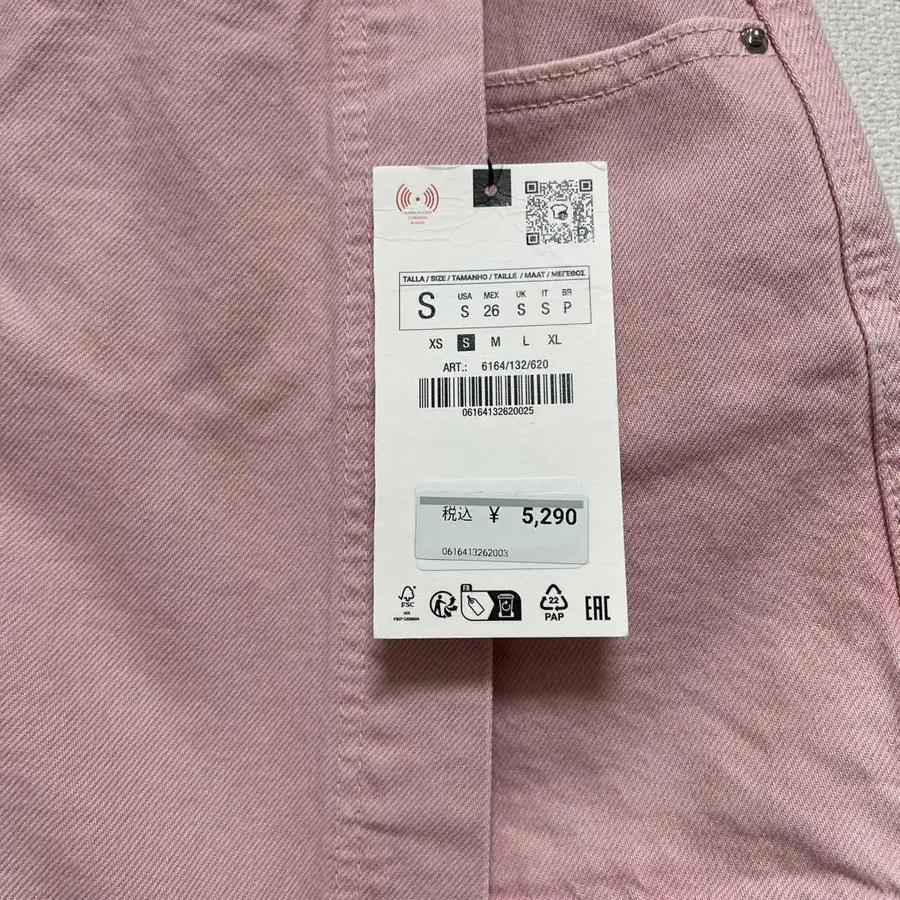 TALLA / SIZE / TAMANHO / TAILLE / MAAT / ΜΕΓΕΘΟΣ
S USA MEX UK IT BR
S 26 S S P
XS S M L XL
ART.: 6164/132/620
06164132620025
税込 ¥ 5,290
0616413262003
FSC
FR
22
PAP
EAC